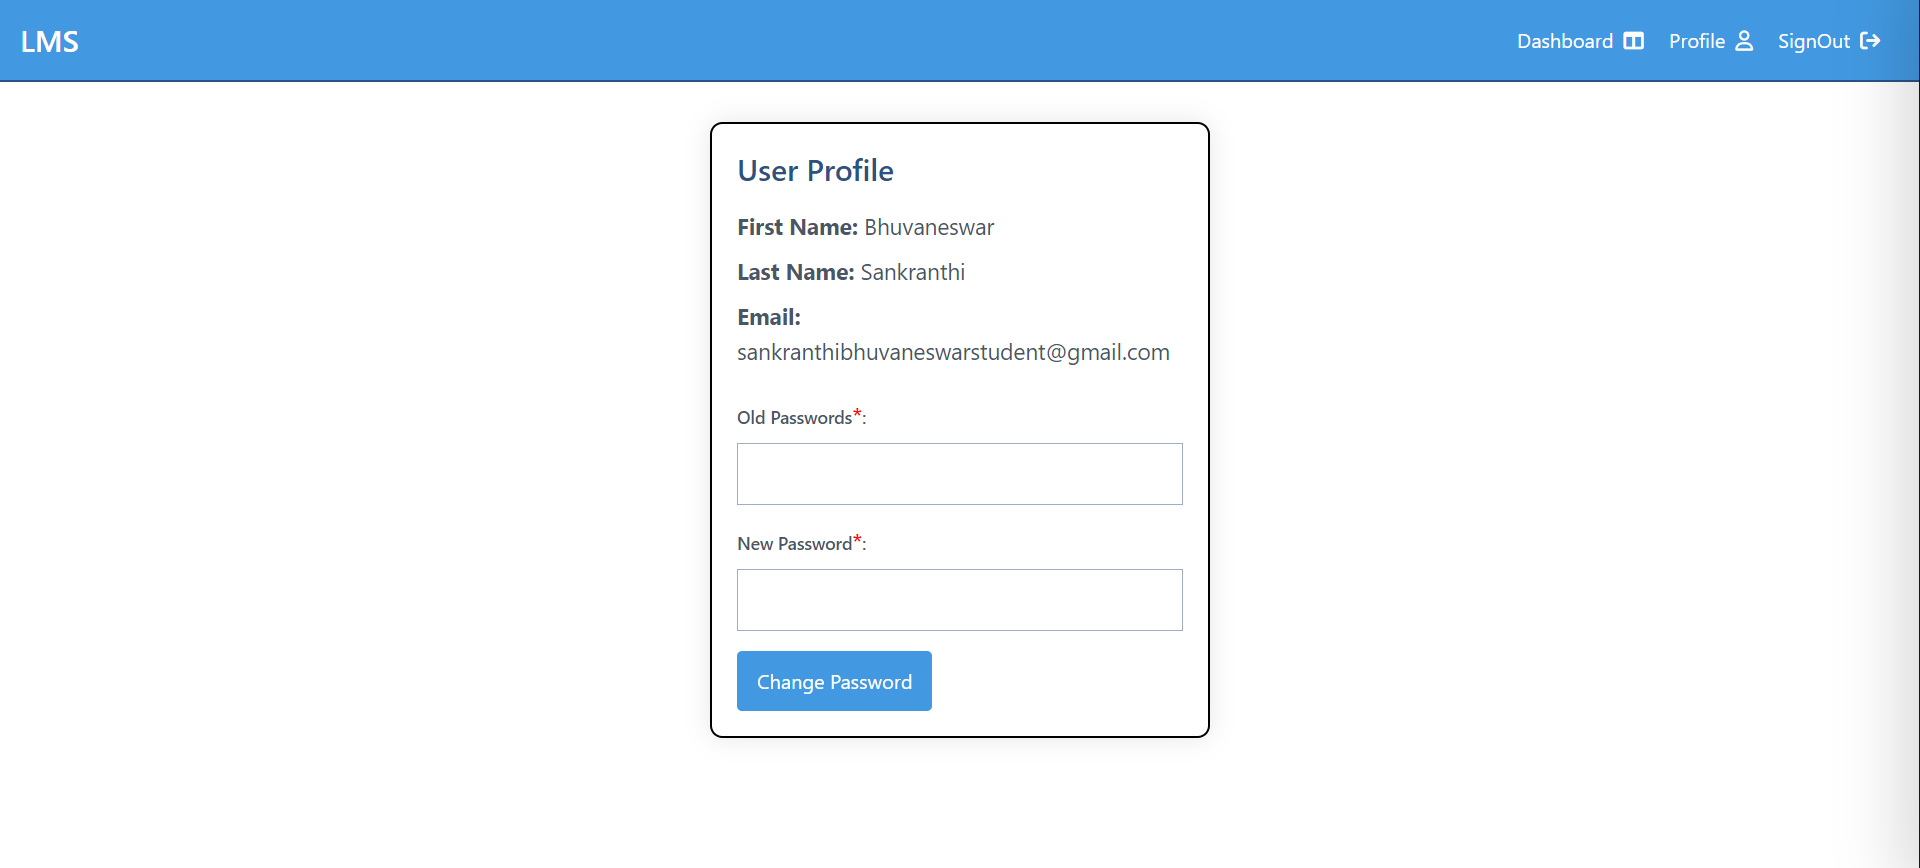 LMS
Dashboard
Profile
SignOut
User Profile
First Name: Bhuvaneswar
Last Name: Sankranthi
Email:
sankranthibhuvaneswarstudent@gmail.com
Old Passwords*:
New Password*:
Change Password